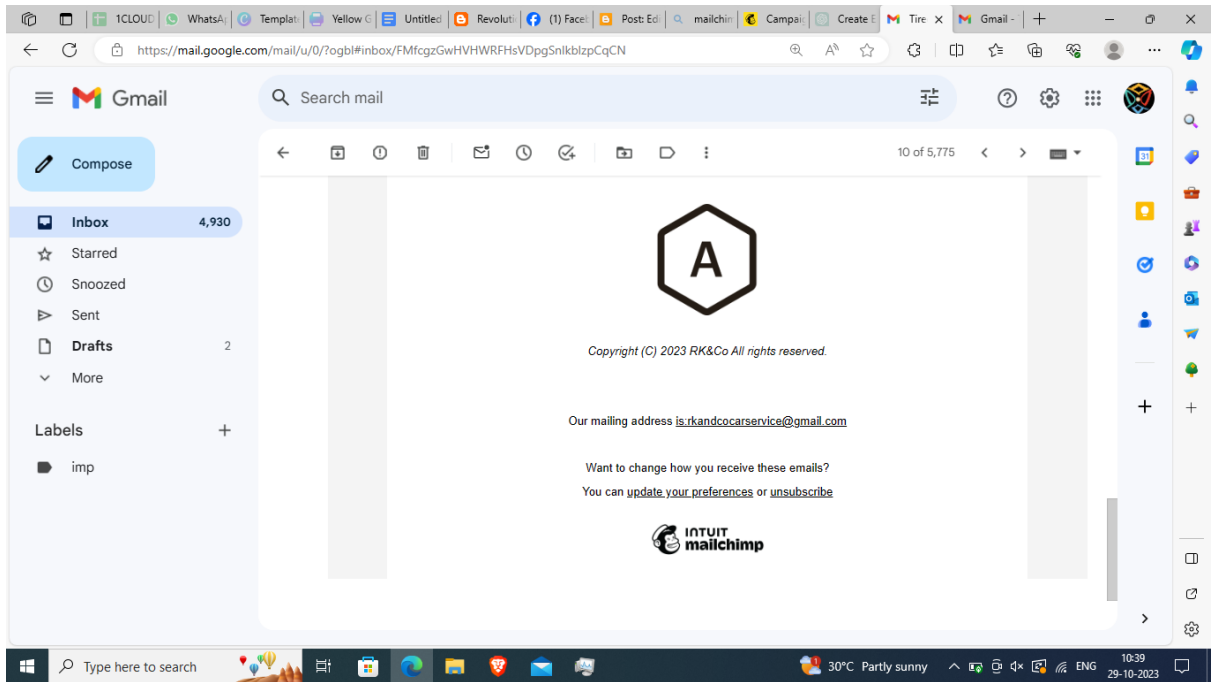 1CLOUD
WhatsA
Templat
Yellow G
Untitled
Revoluti
(1) Faceb
Post: Edi
mailchin
Campaig
Create E
Tire
Gmail -
https://mail.google.com/mail/u/0/?ogbl#inbox/FMfcgzGwHVHWRFHsVDpgSnlkblzpCqCN
Gmail
Search mail
Compose
10 of 5,775
31
Inbox 4,930
Starred
Snoozed
Sent
Drafts 2
More
Labels
imp
A
Copyright (C) 2023 RK&Co All rights reserved.
Our mailing address is:rkandcocarservice@gmail.com
Want to change how you receive these emails?
You can update your preferences or unsubscribe
INTUIT
mailchimp
Type here to search
30°C Partly sunny
ENG
10:39
29-10-2023